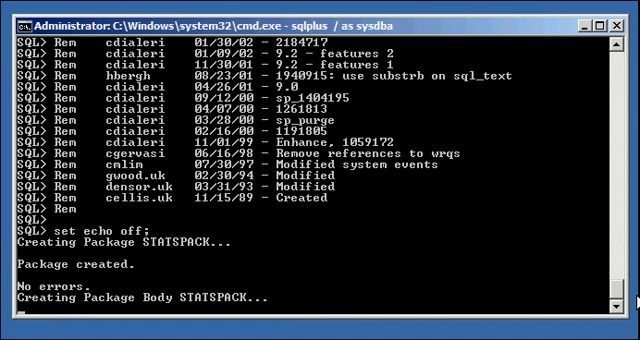 Administrator: C:\Windows\system32\cmd.exe - sqlplus / as sysdba
SQL> Rem cdialeri 01/30/02 - 2184717
SQL> Rem cdialeri 01/09/02 - 9.2 - features 2
SQL> Rem cdialeri 11/30/01 - 9.2 - features 1
SQL> Rem hbergh 08/23/01 - 1940915: use substrb on sql_text
SQL> Rem cdialeri 04/26/01 - 9.0
SQL> Rem cdialeri 09/12/00 - sp_1404195
SQL> Rem cdialeri 04/07/00 - 1261813
SQL> Rem cdialeri 03/28/00 - sp_purge
SQL> Rem cdialeri 02/16/00 - 1191805
SQL> Rem cdialeri 11/01/99 - Enhance, 1059172
SQL> Rem cgervasi 06/16/98 - Remove references to wrqs
SQL> Rem cmlim 07/30/97 - Modified system events
SQL> Rem gwood.uk 02/30/94 - Modified
SQL> Rem densor.uk 03/31/93 - Modified
SQL> Rem cellis.uk 11/15/89 - Created
SQL> Rem
SQL>
SQL> set echo off;
Creating Package STATSPACK...
Package created.
No errors.
Creating Package Body STATSPACK...